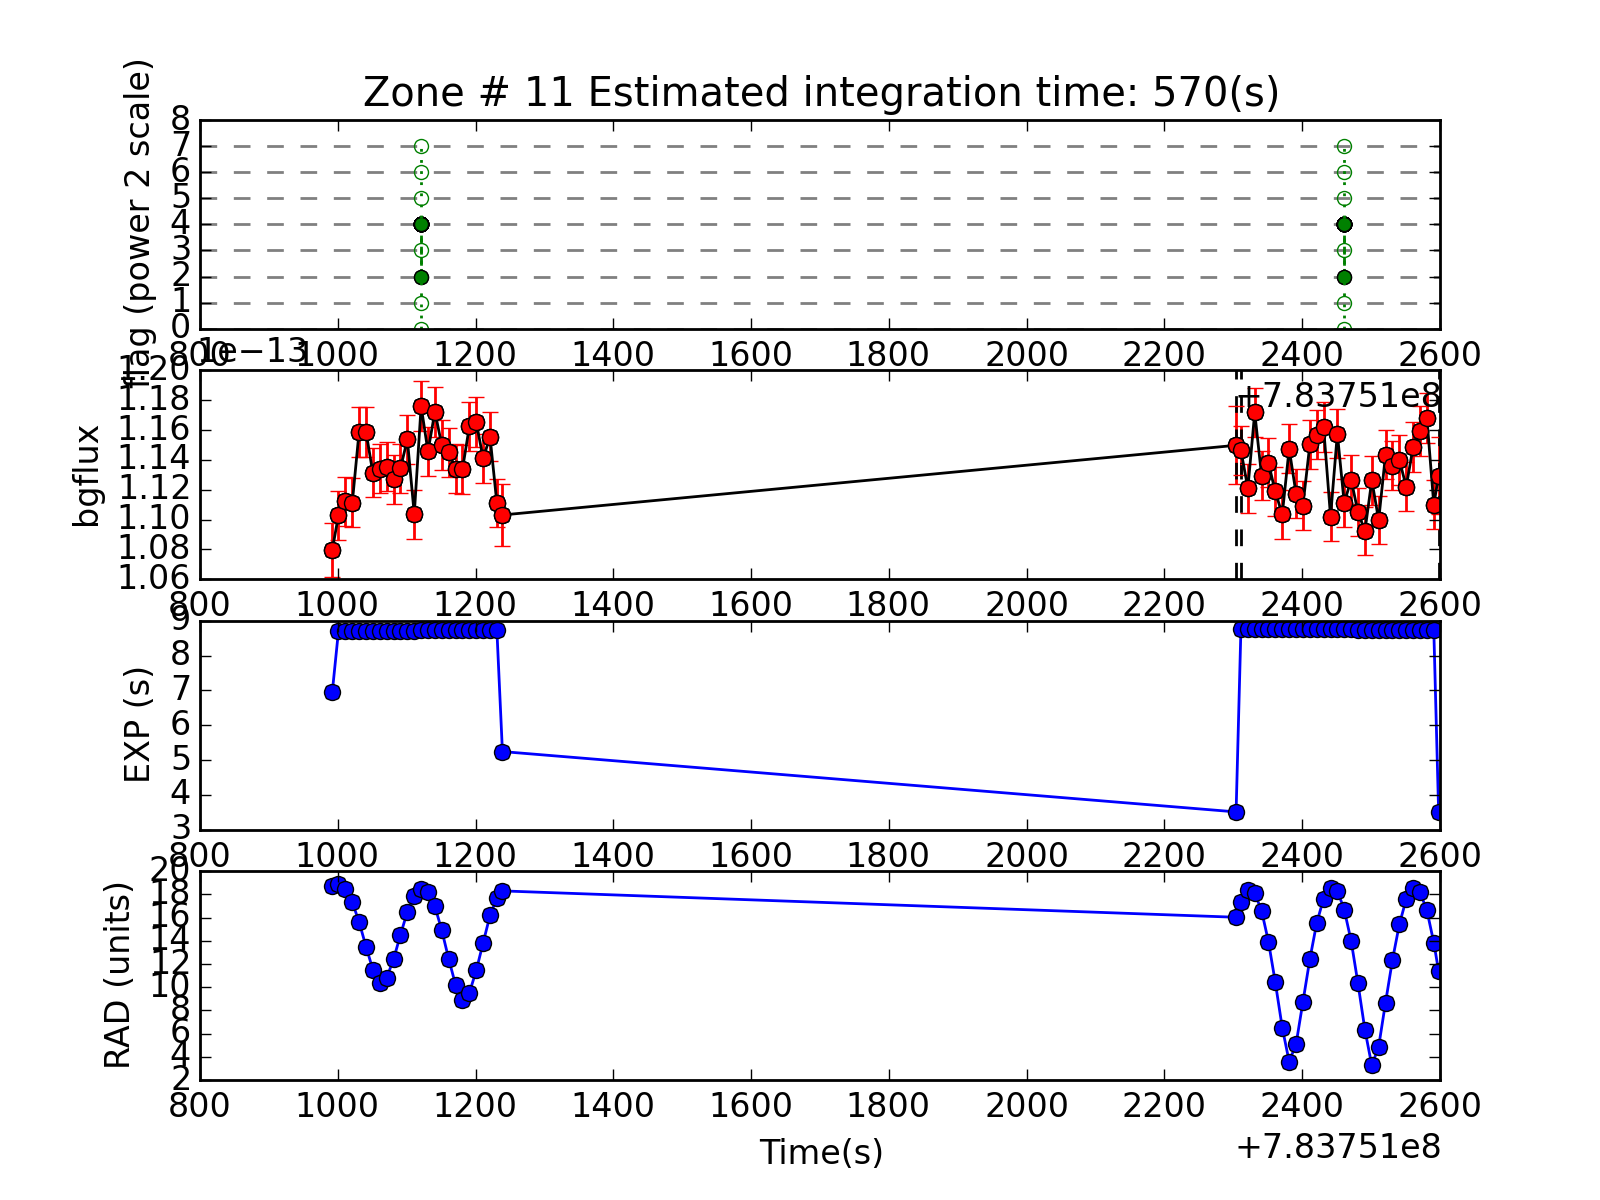 Zone # 11 Estimated integration time: 570(s)
flag (power 2 scale)
8
7
6
5
4
3
2
1
0
800 1000 1200 1400 1600 1800 2000 2200 2400 2600
1e−13
+7.83751e8
bgflux
1.20
1.18
1.16
1.14
1.12
1.10
1.08
1.06
800 1000 1200 1400 1600 1800 2000 2200 2400 2600
EXP (s)
9
8
7
6
5
4
3
800 1000 1200 1400 1600 1800 2000 2200 2400 2600
RAD (units)
20
18
16
14
12
10
8
6
4
2
800 1000 1200 1400 1600 1800 2000 2200 2400 2600
Time(s)
+7.83751e8